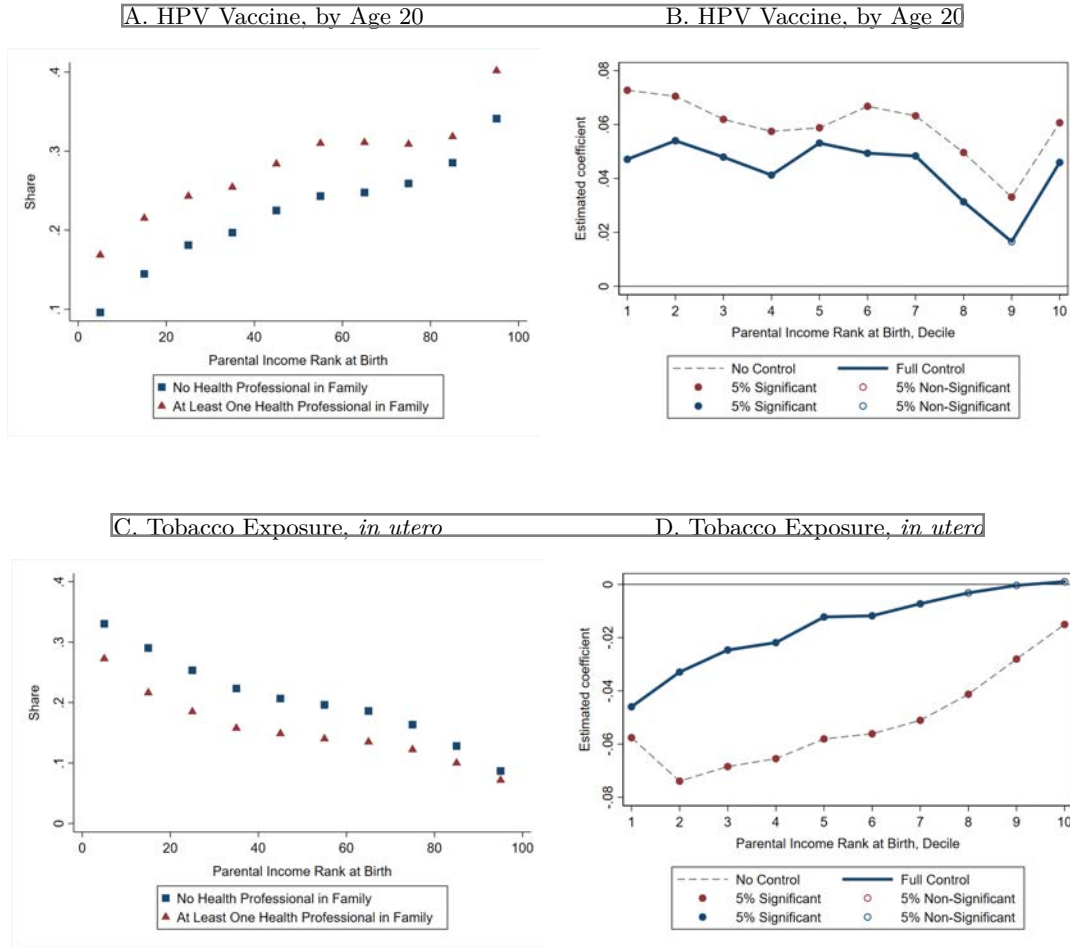 A. HPV Vaccine, by Age 20
B. HPV Vaccine, by Age 20
.4
.3
.2
.1
Share
0
20
40
60
80
100
Parental Income Rank at Birth
No Health Professional in Family
At Least One Health Professional in Family
.08
.06
.04
.02
0
Estimated coefficient
1
2
3
4
5
6
7
8
9
10
Parental Income Rank at Birth, Decile
No Control
Full Control
5% Significant
5% Non-Significant
5% Significant
5% Non-Significant
C. Tobacco Exposure, in utero
D. Tobacco Exposure, in utero
.4
.3
.2
.1
0
Share
0
20
40
60
80
100
Parental Income Rank at Birth
No Health Professional in Family
At Least One Health Professional in Family
0
-.02
-.04
-.06
-.08
Estimated coefficient
1
2
3
4
5
6
7
8
9
10
Parental Income Rank at Birth, Decile
No Control
Full Control
5% Significant
5% Non-Significant
5% Significant
5% Non-Significant